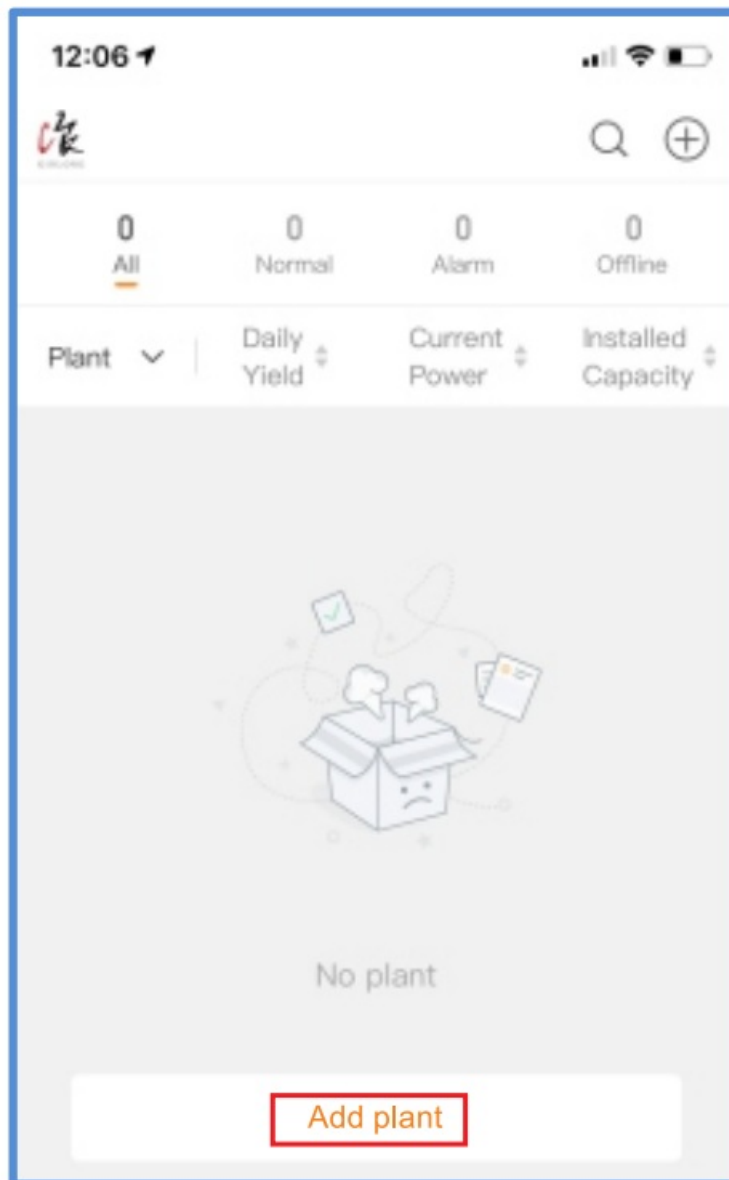 12:06
0
0
0
0
All
Normal
Alarm
Offline
Plant
Daily
Yield
Current
Power
Installed
Capacity
No plant
Add plant